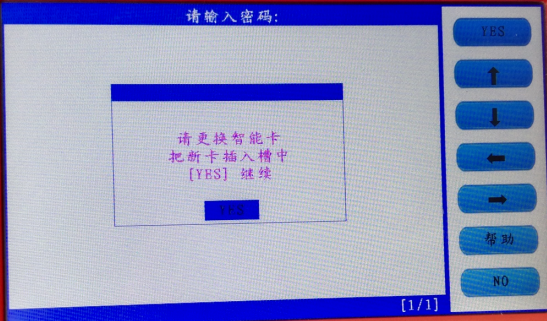 请输入密码:
YES
请更换智能卡
把新卡插入槽中
[YES] 继续
YES
帮助
NO
[1/1]